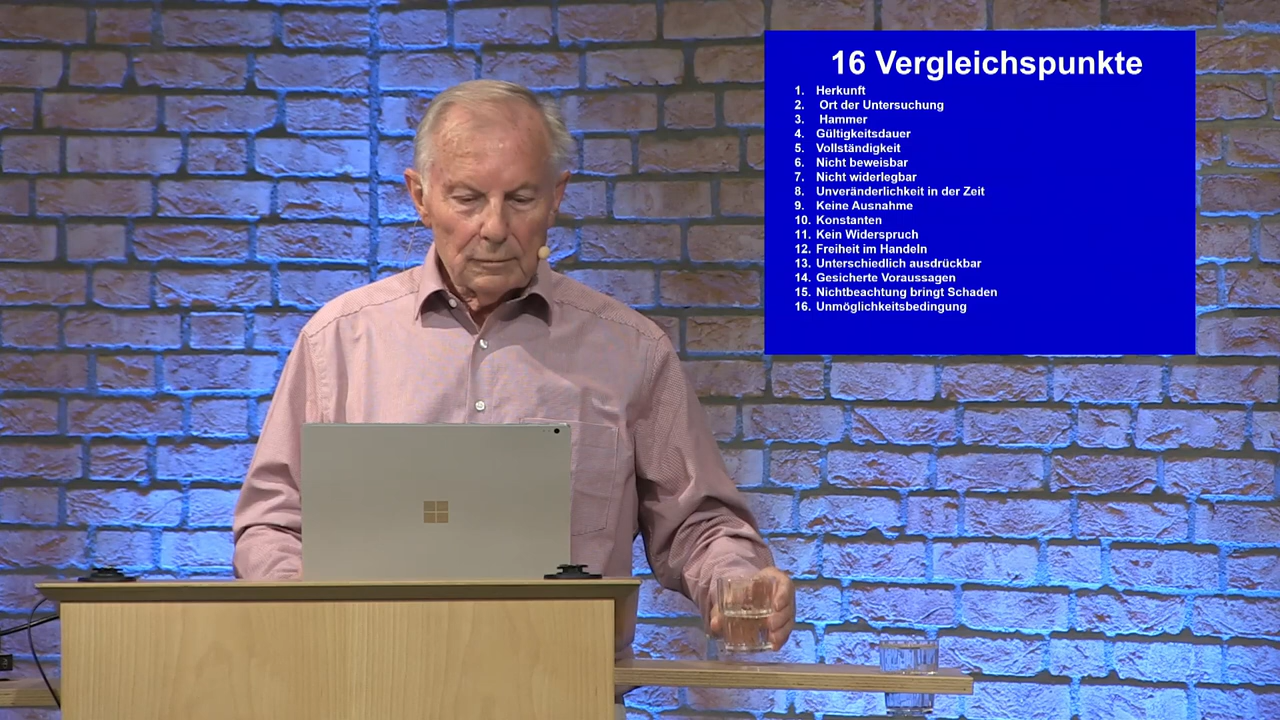 16 Vergleichspunkte
1. Herkunft
2. Ort der Untersuchung
3. Hammer
4. Gültigkeitsdauer
5. Vollständigkeit
6. Nicht beweisbar
7. Nicht widerlegbar
8. Unveränderlichkeit in der Zeit
9. Keine Ausnahme
10. Konstanten
11. Kein Widerspruch
12. Freiheit im Handeln
13. Unterschiedlich ausdrückbar
14. Gesicherte Voraussagen
15. Nichtbeachtung bringt Schaden
16. Unmöglichkeitsbedingung